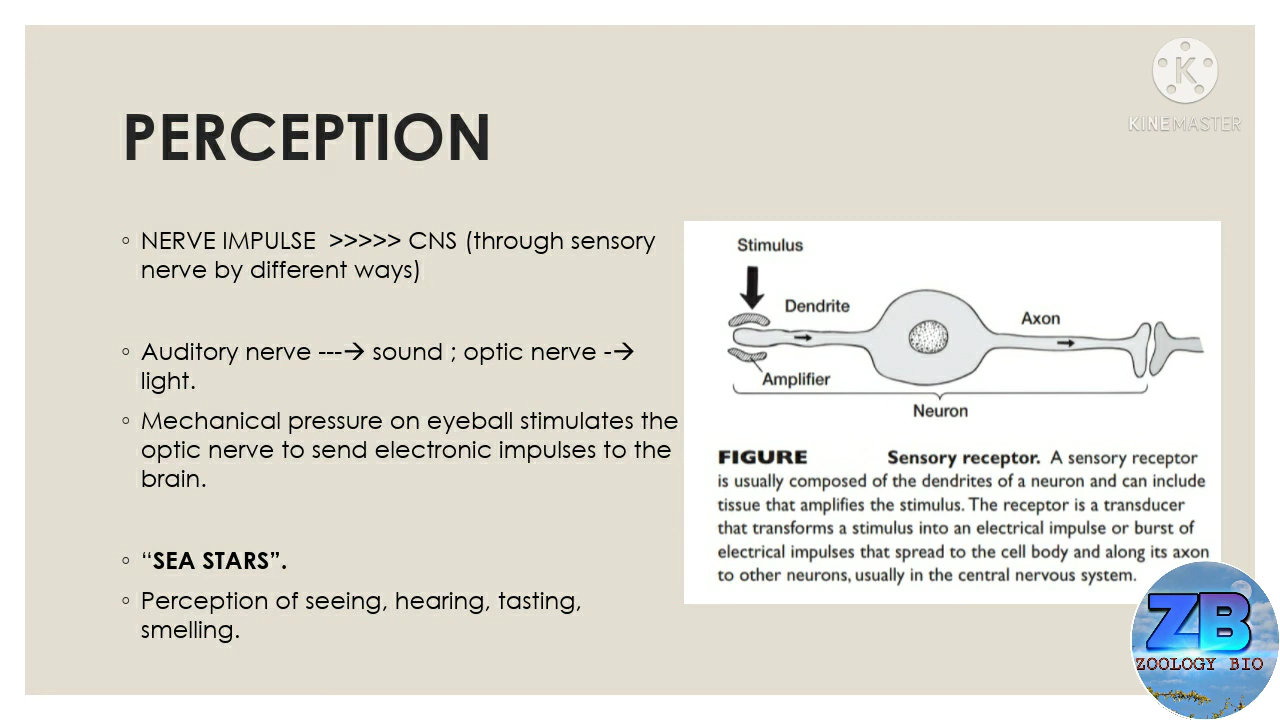 PERCEPTION
KINEMASTER
◦ NERVE IMPULSE >>>>> CNS (through sensory
nerve by different ways)
◦ Auditory nerve ---→ sound ; optic nerve -→
light.
◦ Mechanical pressure on eyeball stimulates the
optic nerve to send electronic impulses to the
brain.
◦ “SEA STARS”.
◦ Perception of seeing, hearing, tasting,
smelling.
Stimulus
Dendrite
Axon
Amplifier
Neuron
FIGURE Sensory receptor. A sensory receptor
is usually composed of the dendrites of a neuron and can include
tissue that amplifies the stimulus. The receptor is a transducer
that transforms a stimulus into an electrical impulse or burst of
electrical impulses that spread to the cell body and along its axon
to other neurons, usually in the central nervous system.
ZB
ZOOLOGY BIO